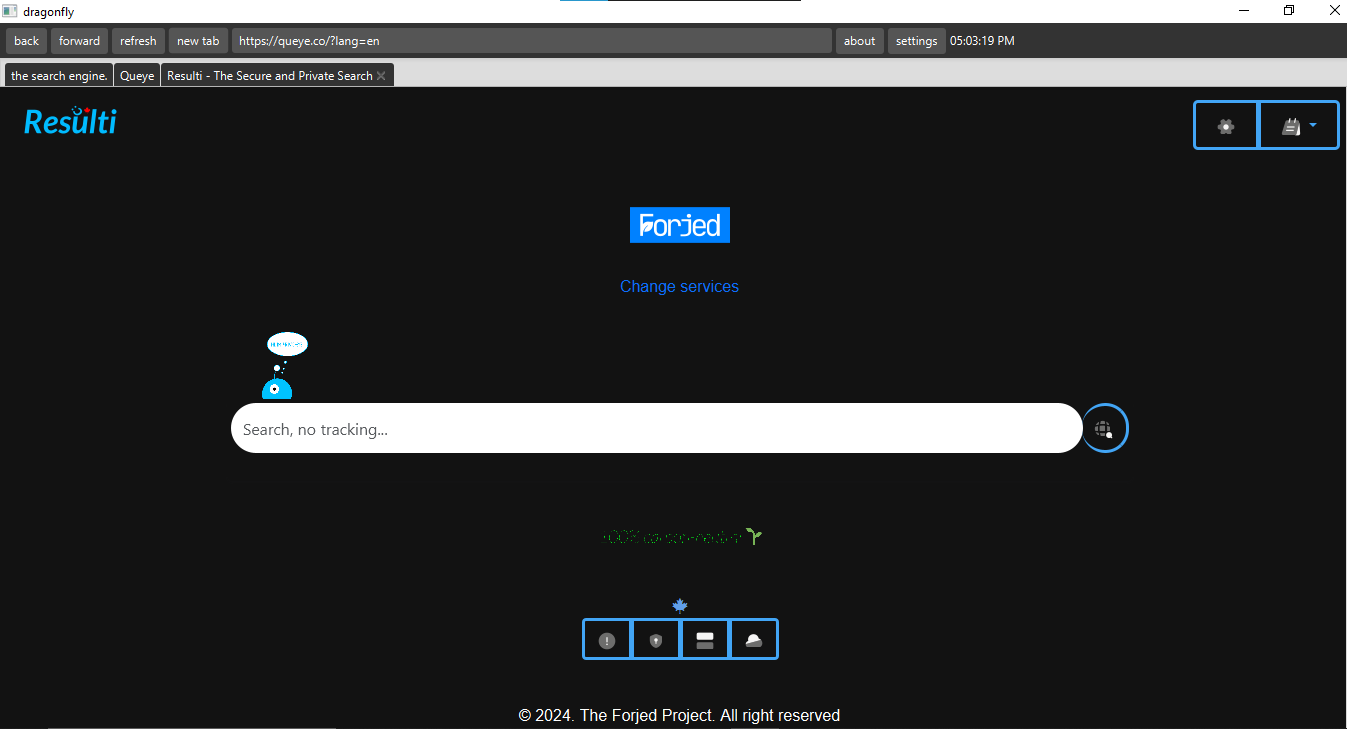 dragonfly
back forward refresh new tab https://queye.co/?lang=en about settings 05:03:19 PM
the search engine. Queye Resulti - The Secure and Private Search
Resulti
Forjed
Change services
Search, no tracking...
© 2024. The Forjed Project. All right reserved